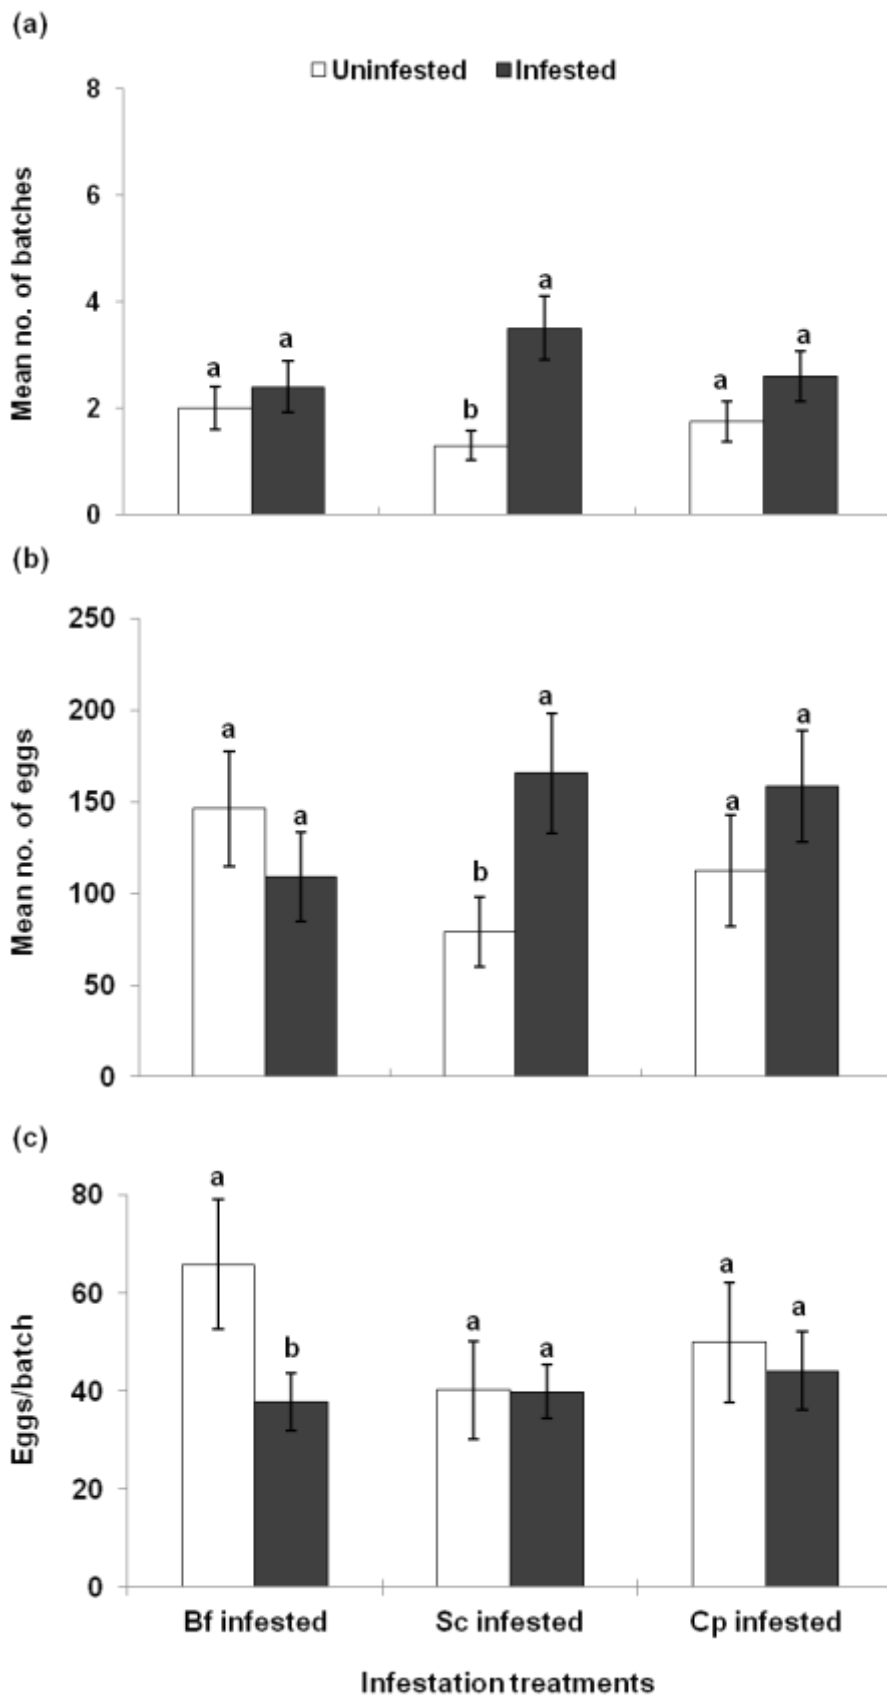 (a)
Uninfested Infested
Mean no. of batches
8
6
4
2
0
a a b a a a
(b)
Mean no. of eggs
250
200
150
100
50
0
a a b a a a
(c)
Eggs/batch
80
60
40
20
0
a b a a a a
Bf infested Sc infested Cp infested
Infestation treatments